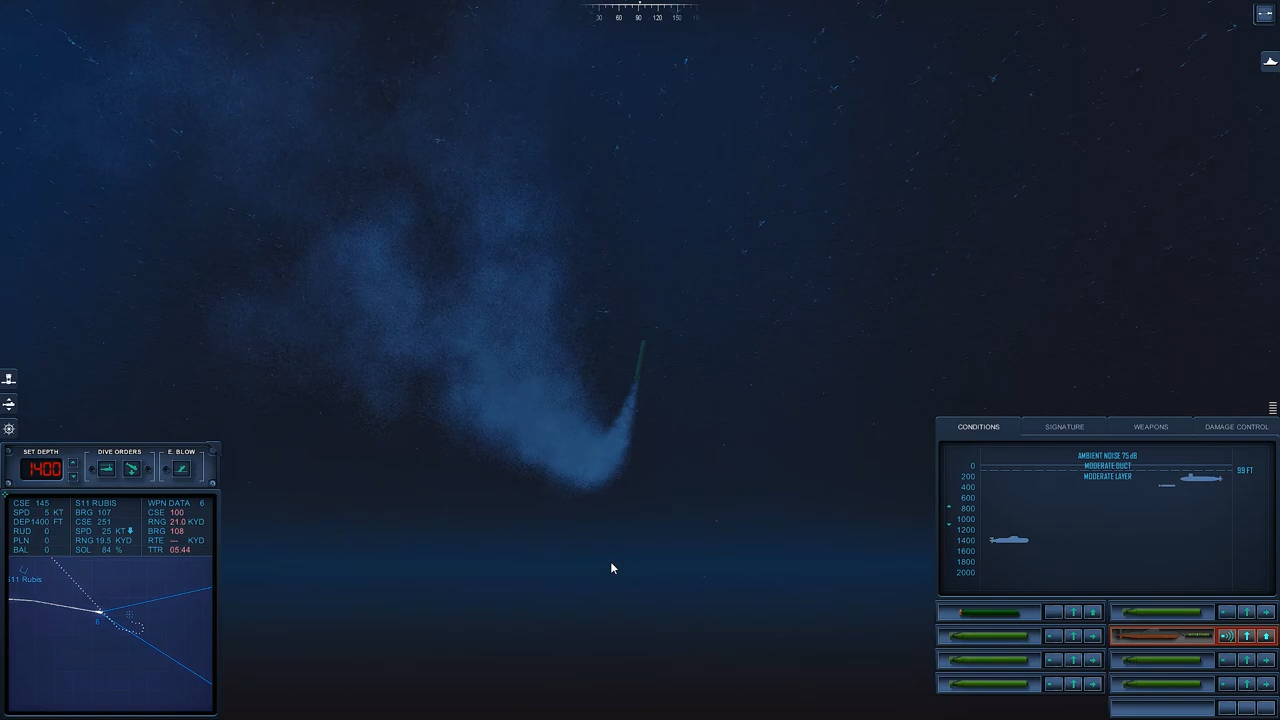 30 60 90 120 150
CONDITIONS SIGNATURE WEAPONS DAMAGE CONTROL
AMBIENT NOISE 75 dB
0 MODERATE DUCT
99 FT
200 MODERATE LAYER
400
600
800
1000
1200
1400
1600
1800
2000
SET DEPTH DIVE ORDERS E. BLOW
1400
CSE 145 S11 RUBIS WPN DATA 6
SPD 5 KT BRG 107 CSE 100
DEP 1400 FT CSE 251 RNG 21.0 KYD
RUD 0 SPD 25 KT BRG 108
PLN 0 RNG 19.5 KYD RTE --- KYD
BAL 0 SOL 84 % TTR 05:44
S11 Rubis